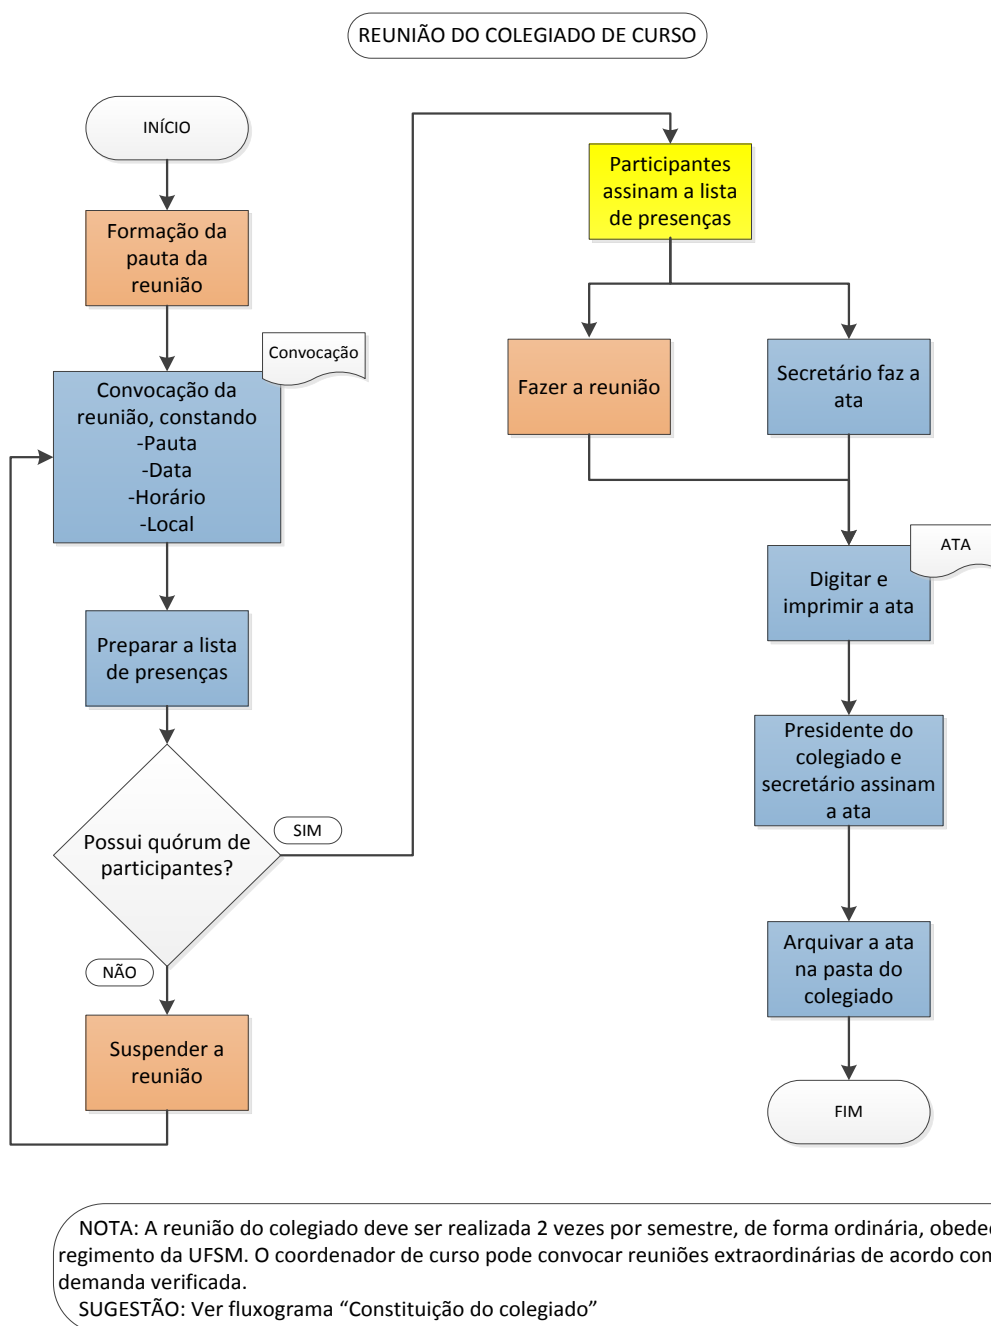 REUNIÃO DO COLEGIADO DE CURSO
INÍCIO
Formação da
pauta da
reunião
Convocação
Convocação da
reunião, constando
-Pauta
-Data
-Horário
-Local
Preparar a lista
de presenças
Possui quórum de
participantes?
SIM
NÃO
Suspender a
reunião
Participantes
assinam a lista
de presenças
Fazer a reunião
Secretário faz a
ata
ATA
Digitar e
imprimir a ata
Presidente do
colegiado e
secretário assinam
a ata
Arquivar a ata
na pasta do
colegiado
FIM
NOTA: A reunião do colegiado deve ser realizada 2 vezes por semestre, de forma ordinária,
regimento da UFSM. O coordenador de curso pode convocar reuniões extraordinárias de acordo
demanda verificada.
SUGESTÃO: Ver fluxograma “Constituição do colegiado”